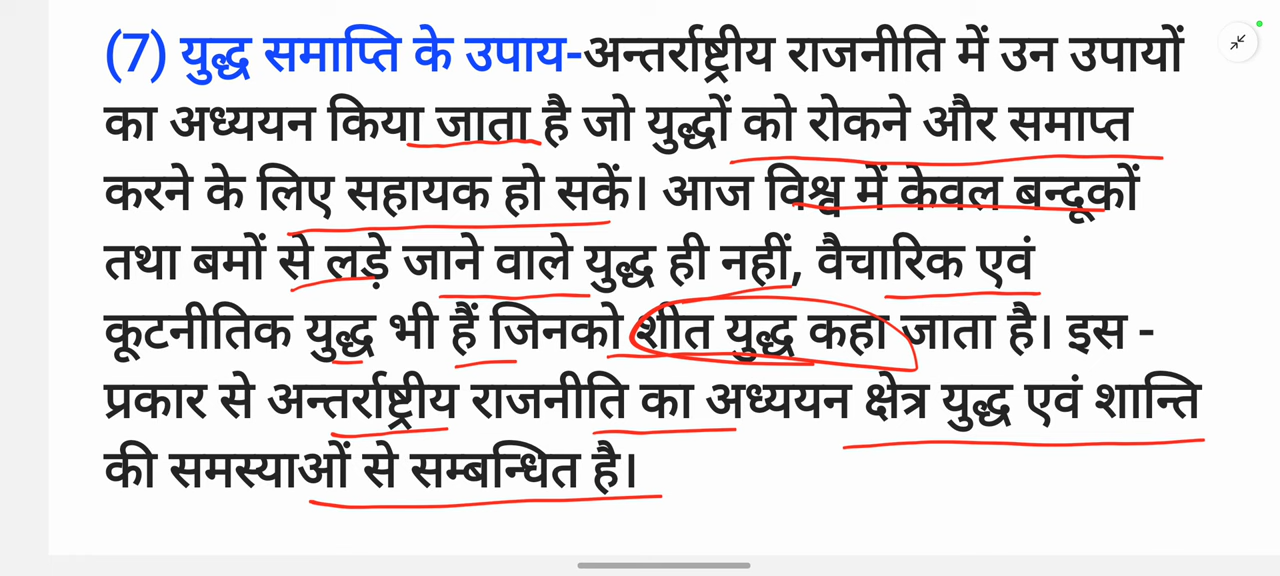 (7) युद्ध समाप्ति के उपाय-अन्तर्राष्ट्रीय राजनीति में उन उपायों
का अध्ययन किया जाता है जो युद्धों को रोकने और समाप्त
करने के लिए सहायक हो सकें। आज विश्व में केवल बन्दूकों
तथा बमों से लड़े जाने वाले युद्ध ही नहीं, वैचारिक एवं
कूटनीतिक युद्ध भी हैं जिनको शीत युद्ध कहा जाता है। इस -
प्रकार से अन्तर्राष्ट्रीय राजनीति का अध्ययन क्षेत्र युद्ध एवं शान्ति
की समस्याओं से सम्बन्धित है।